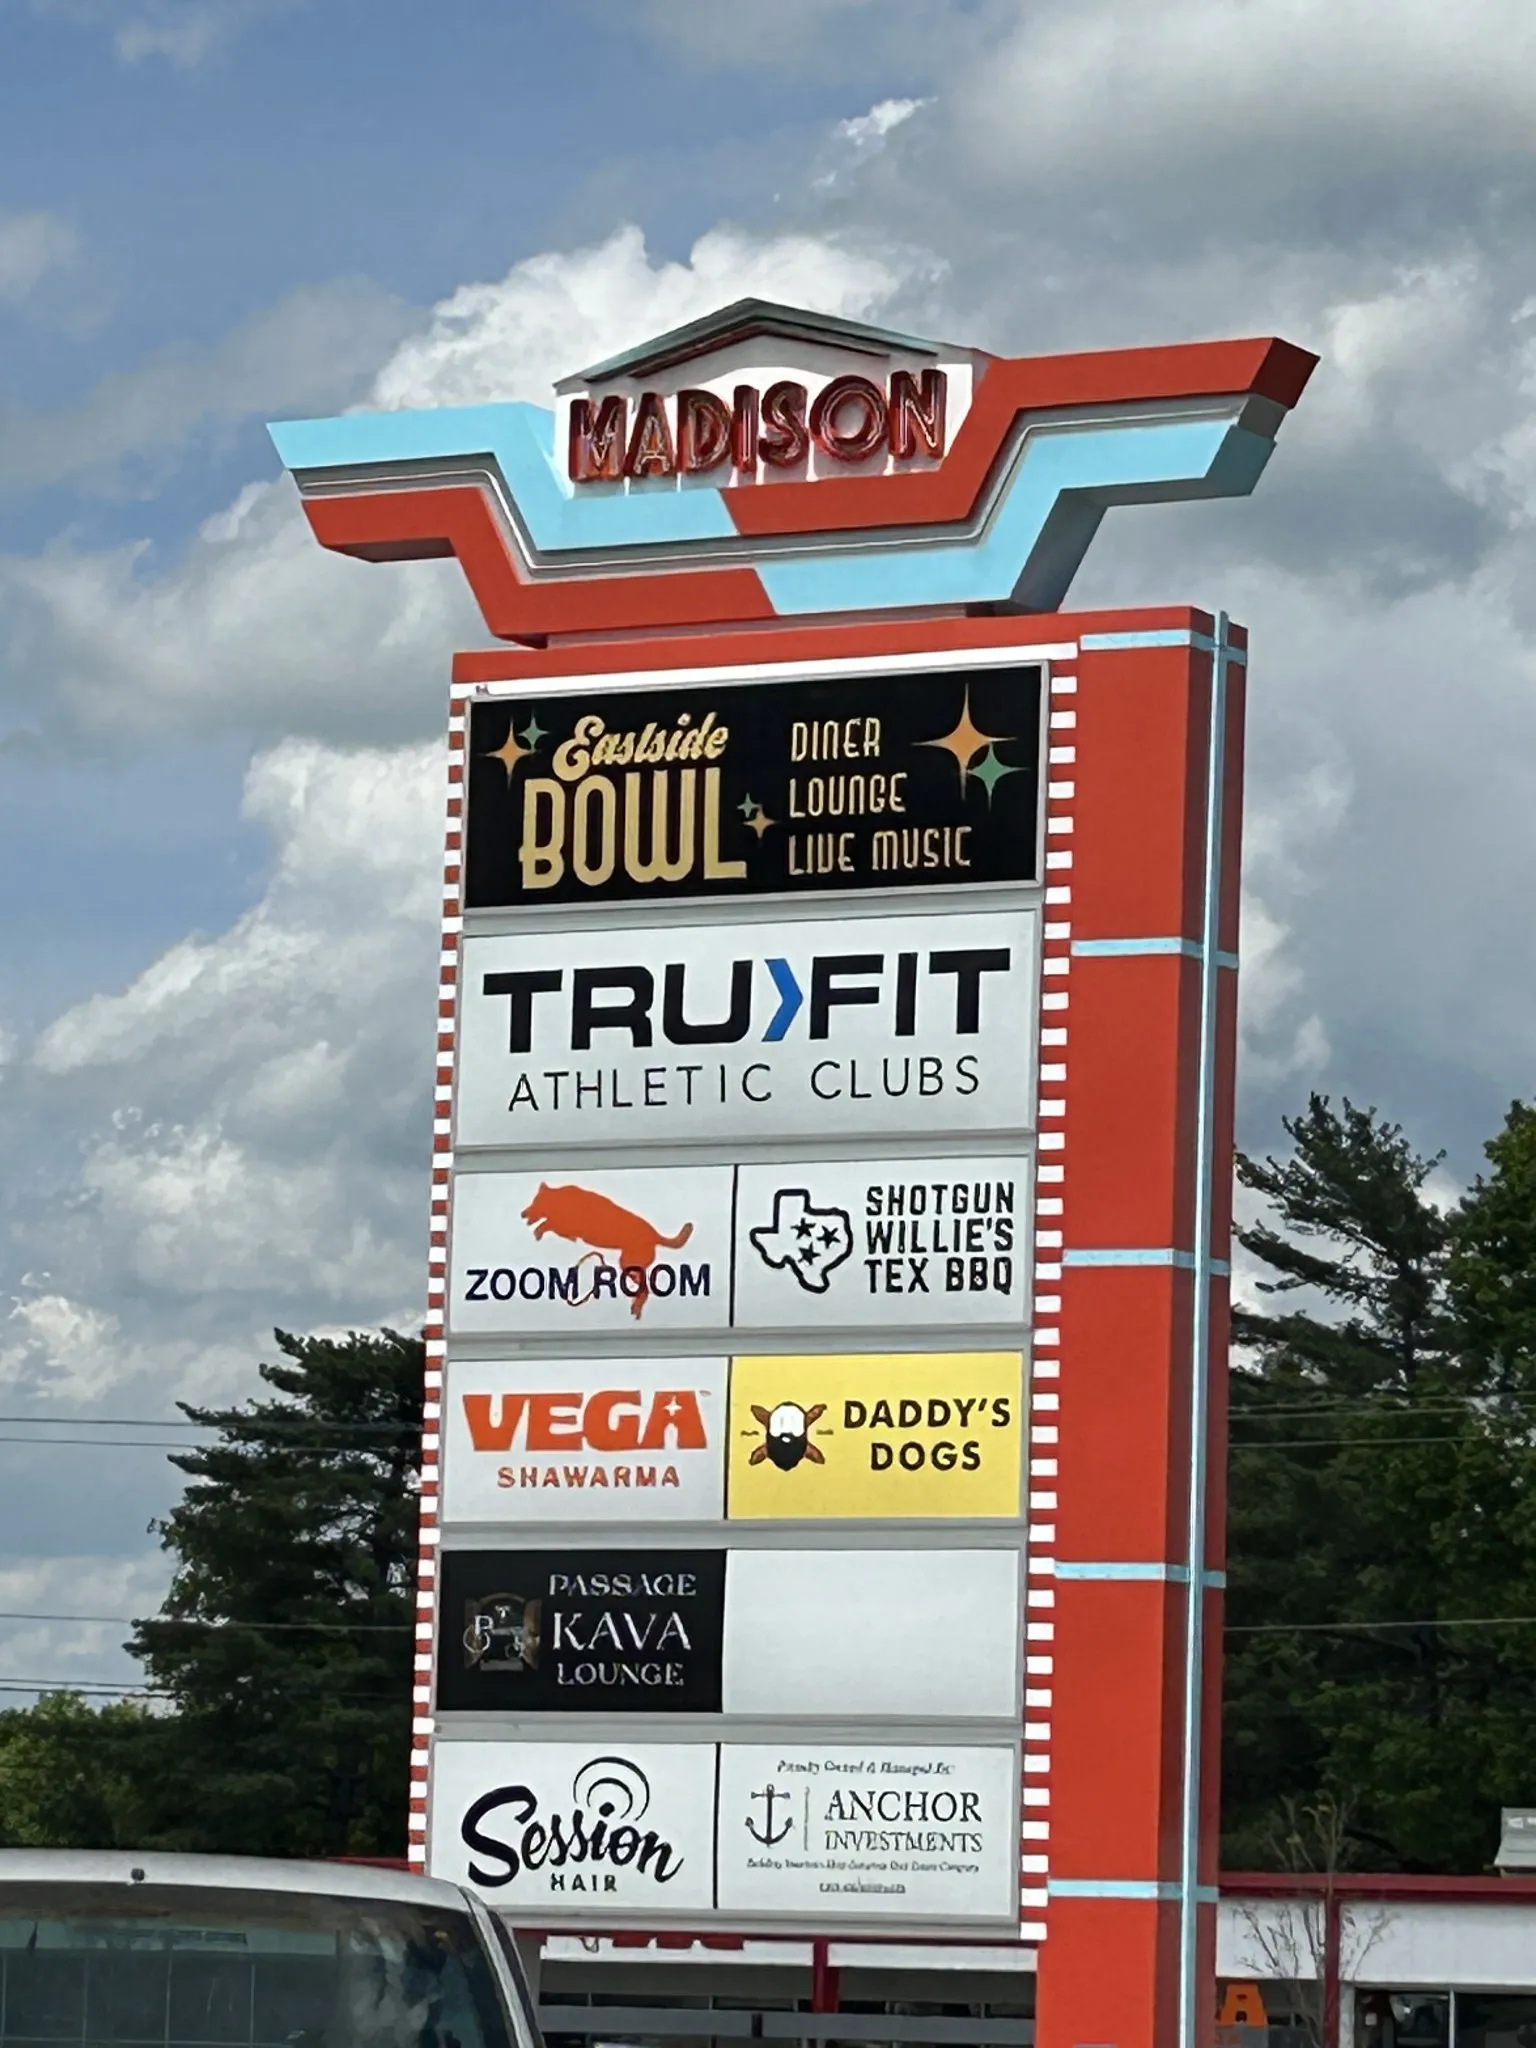 MADISON
Eastside
BOWL
DINER
LOUNGE
LIVE MUSIC
TRU FIT
ATHLETIC CLUBS
ZOOM ROOM
SHOTGUN
WILLIE'S
TEX BBQ
VEGA
SHAWARMA
DADDY'S
DOGS
PASSAGE
KAVA
LOUNGE
Session
HAIR
ANCHOR
INVESTMENTS